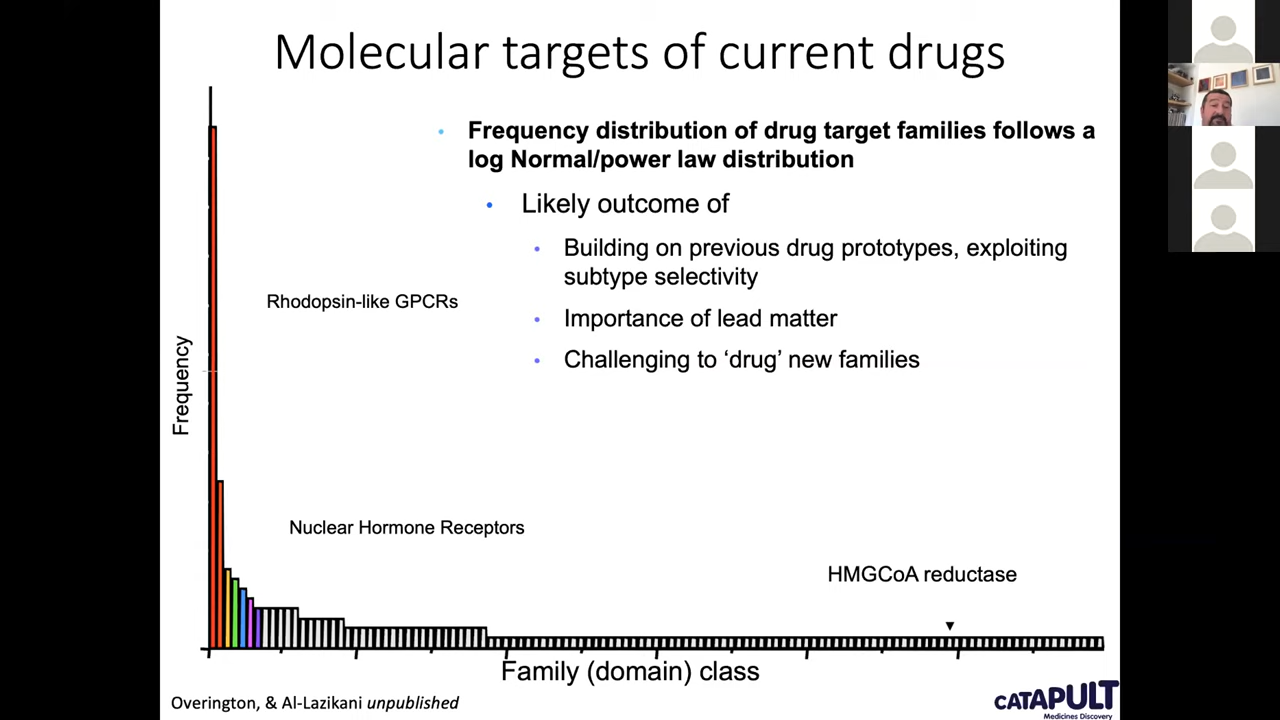 Molecular targets of current drugs
Frequency distribution of drug target families follows a
log Normal/power law distribution
Likely outcome of
Building on previous drug prototypes, exploiting
subtype selectivity
Importance of lead matter
Challenging to ‘drug’ new families
Rhodopsin-like GPCRs
Frequency
Nuclear Hormone Receptors
HMGCoA reductase
Family (domain) class
Overington, & Al-Lazikani unpublished
CATAPULT
Medicines Discovery